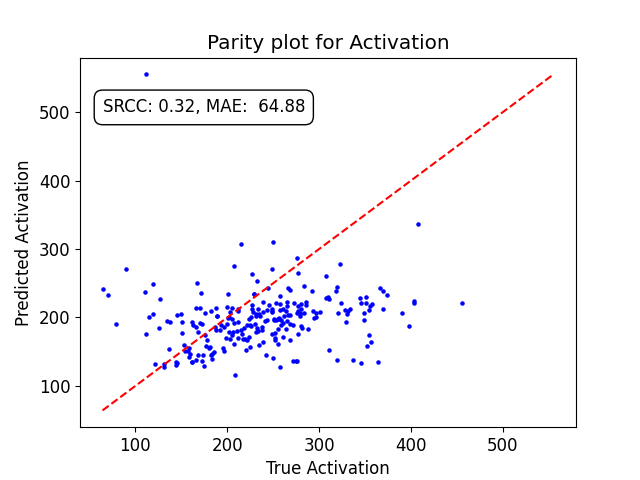 Parity plot for Activation
SRCC: 0.32, MAE:  64.88
Predicted Activation
500
400
300
200
100
100 200 300 400 500
True Activation